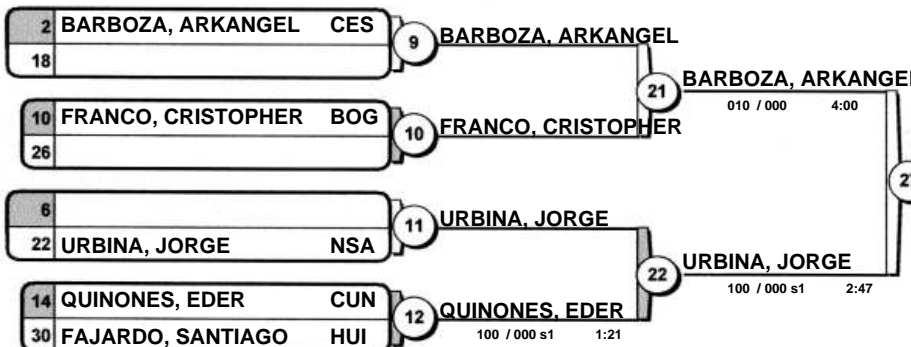 2 BARBOZA, ARKANGEL CES
18
9 BARBOZA, ARKANGEL
21 BARBOZA, ARKANGEL
010 / 000 4:00
10 FRANCO, CRISTOPHER BOG
26
10 FRANCO, CRISTOPHER
27
6
22 URBINA, JORGE NSA
11 URBINA, JORGE
22 URBINA, JORGE
100 / 000 s1 2:47
14 QUINONES, EDER CUN
30 FAJARDO, SANTIAGO HUI
12 QUINONES, EDER
100 / 000 s1 1:21